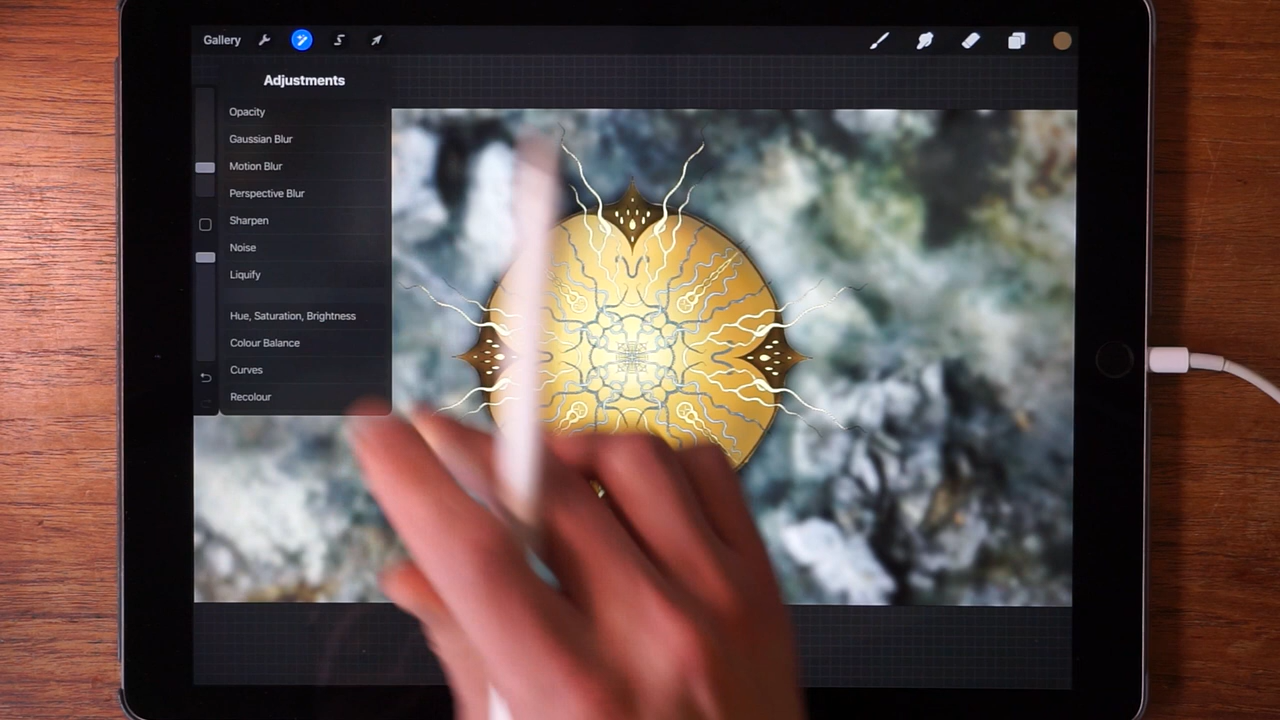 Gallery
Adjustments
Opacity
Gaussian Blur
Motion Blur
Perspective Blur
Sharpen
Noise
Liquify
Hue, Saturation, Brightness
Colour Balance
Curves
Recolour